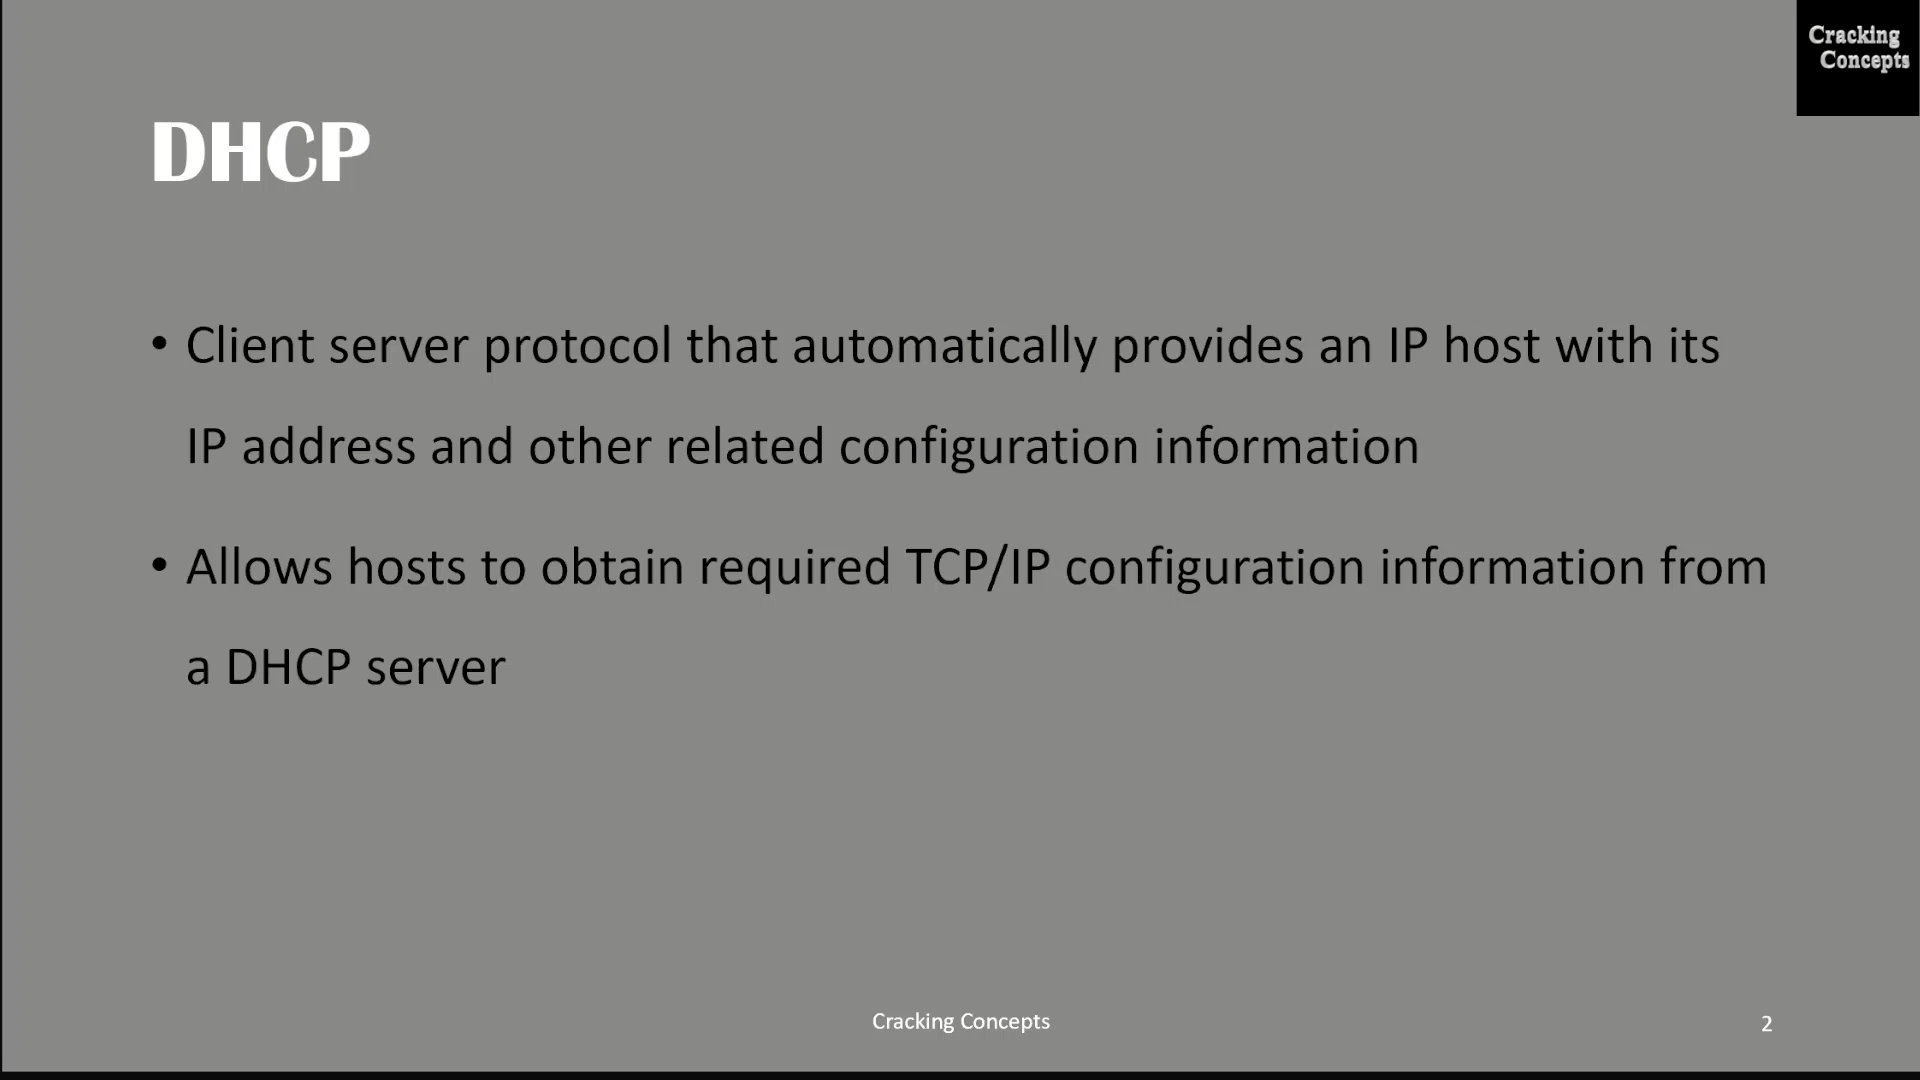 Cracking
Concepts
DHCP
• Client server protocol that automatically provides an IP host with its
IP address and other related configuration information
• Allows hosts to obtain required TCP/IP configuration information from
a DHCP server
Cracking Concepts
2